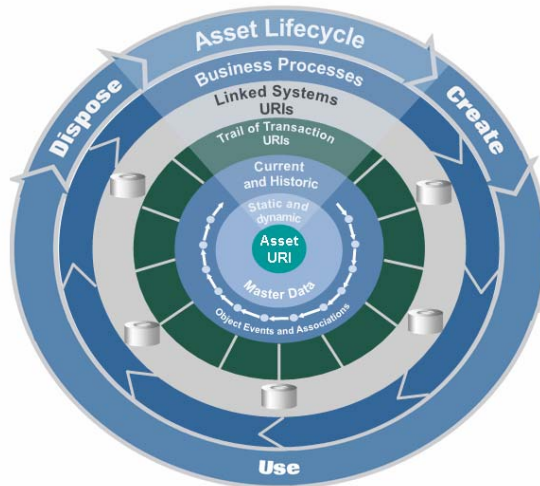 Asset Lifecycle
Business Processes
Linked Systems
URIs
Trail of Transaction
URIs
Current
and Historic
Static and
dynamic
Asset
URI
Master Data
Object Events and Associations
Dispose
Create
Use